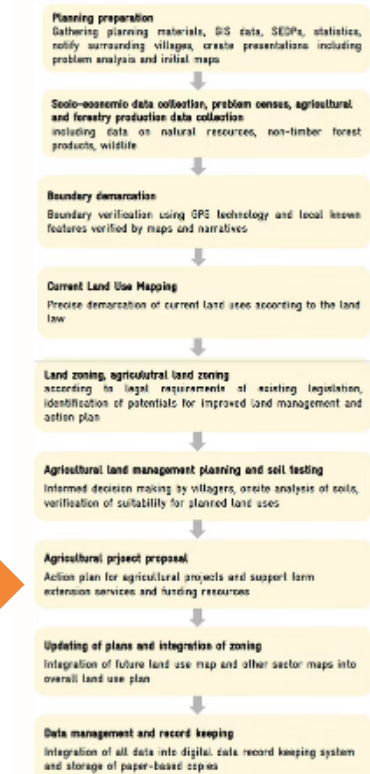 Planning preparation
Gathering planning materials, GIS data, SEDPs, statistics,
notify surrounding villages, create presentations including
problem analysis and initial maps
Socio-economic data collection, problem census, agricultural
and forestry production data collection
including data on natural resources, non-timber forest
products, wildlife
Boundary demarcation
Boundary verification using GPS technology and local known
features verified by maps and narratives
Current Land Use Mapping
Precise demarcation of current land uses according to the land
law
Land zoning, agriculutral land zoning
according to legal requirements of existing legislation,
identification of potentials for improved land management and
action plan
Agricultural land management planning and soil testing
Informed decision making by villagers, onsite analysis of soils,
verification of suitability for planned land uses
Agricultural prjoect proposal
Action plan for agricultural projects and support form
extension services and funding resources
Updating of plans and integration of zoning
Integration of future land use map and other sector maps into
overall land use plan
Data management and record keeping
Integration of all data into digital data record keeping system
and storage of paper-based copies